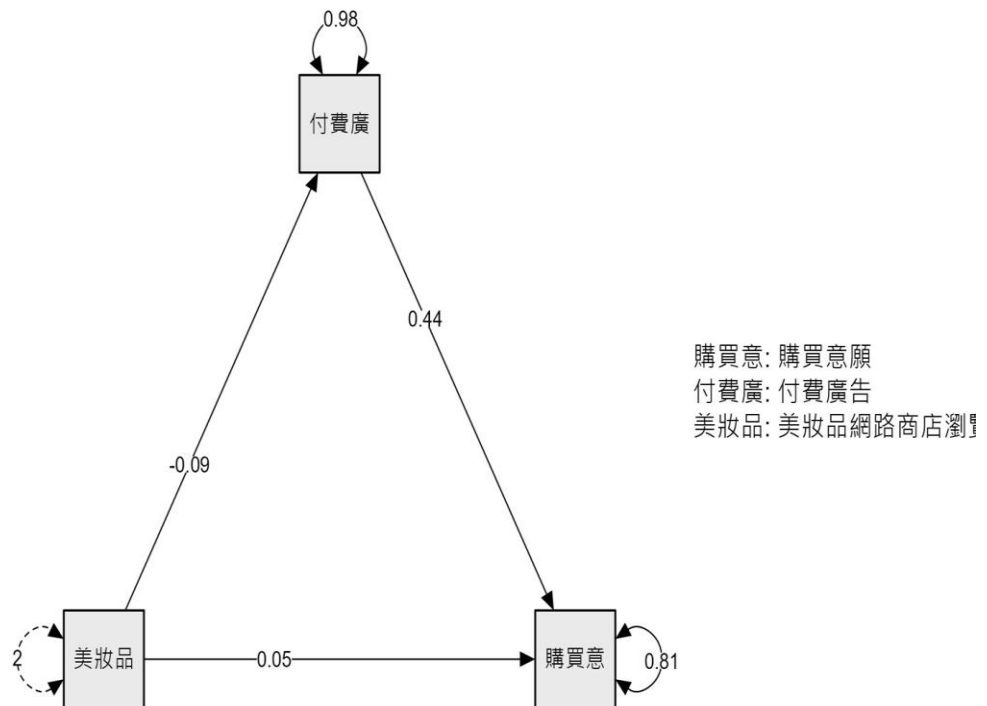 0.98
付費廣
0.44
購買意: 購買意願
付費廣: 付費廣告
美妝品: 美妝品網路商店瀏
-0.09
2
美妝品
0.05
購買意
0.81